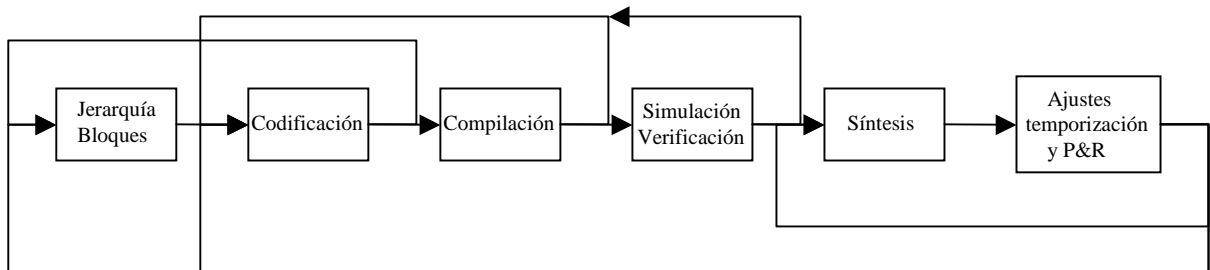 Jerarquía
Bloques
Codificación
Compilación
Simulación
Verificación
Síntesis
Ajustes
temporización
y P&R